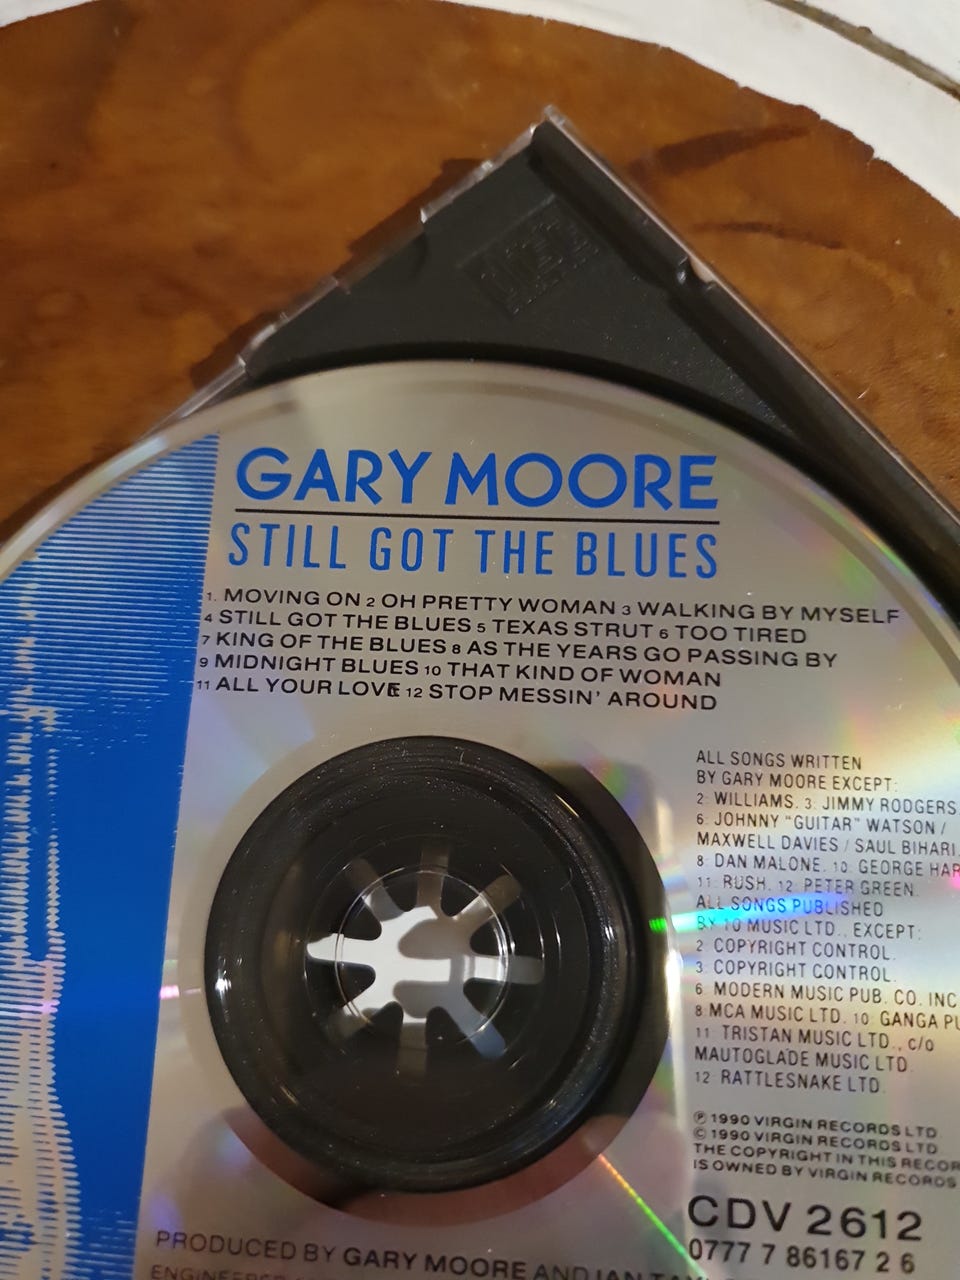 GARY MOORE
STILL GOT THE BLUES
1. MOVING ON 2 OH PRETTY WOMAN 3 WALKING BY MYSELF
4 STILL GOT THE BLUES 5 TEXAS STRUT 6 TOO TIRED
7 KING OF THE BLUES 8 AS THE YEARS GO PASSING BY
9 MIDNIGHT BLUES 10 THAT KIND OF WOMAN
11 ALL YOUR LOVE 12 STOP MESSIN' AROUND
ALL SONGS WRITTEN
BY GARY MOORE EXCEPT:
2: WILLIAMS. 3: JIMMY RODGERS.
6: JOHNNY "GUITAR" WATSON /
MAXWELL DAVIES / SAUL BIHARI.
8: DAN MALONE. 10: GEORGE HAR
11: RUSH. 12: PETER GREEN.
ALL SONGS PUBLISHED
BY 10 MUSIC LTD., EXCEPT:
2: COPYRIGHT CONTROL.
3: COPYRIGHT CONTROL.
6: MODERN MUSIC PUB. CO. INC
8: MCA MUSIC LTD. 10: GANGA PU
11: TRISTAN MUSIC LTD., c/o
MAUTOGLADE MUSIC LTD.
12: RATTLESNAKE LTD.
℗ 1990 VIRGIN RECORDS LTD.
© 1990 VIRGIN RECORDS LTD.
THE COPYRIGHT IN THIS RECOR
IS OWNED BY VIRGIN RECORDS
CDV 2612
0777 7 86167 2 6
PRODUCED BY GARY MOORE AND IAN